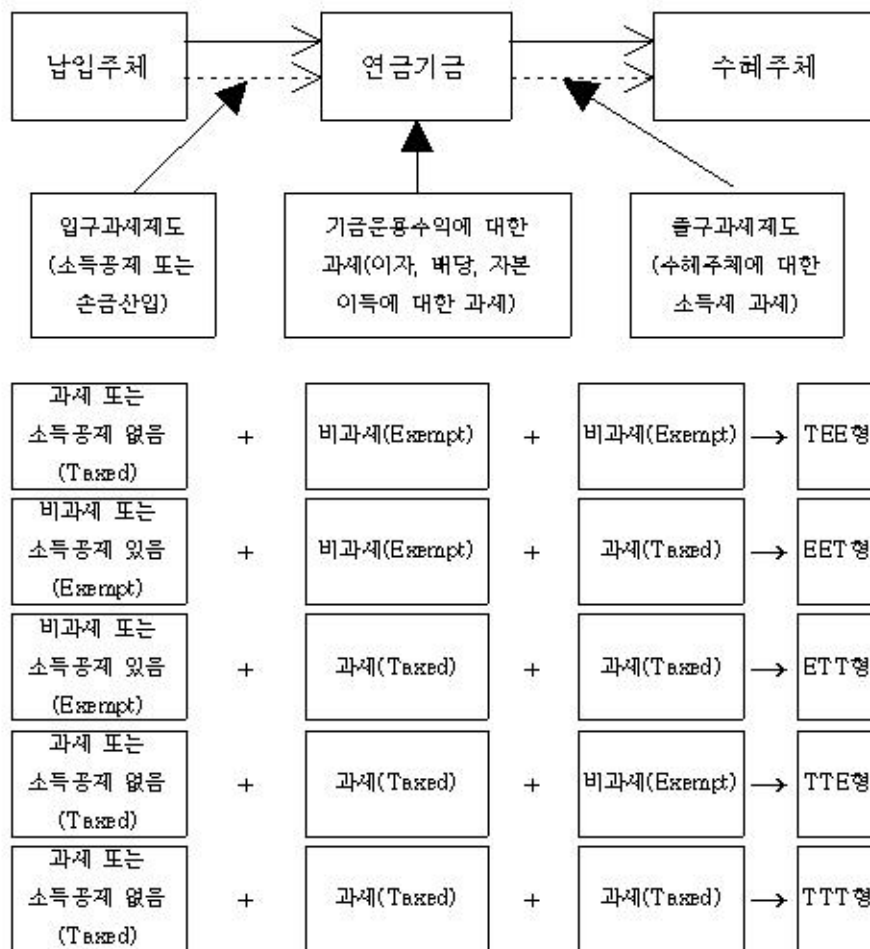 납입주체
연금기금
수혜주체
입구과세제도
(소득공제 또는
손금산입)
기금운용수익에 대한
과세(이자, 배당, 자본
이득에 대한 과세)
출구과세제도
(수혜주체에 대한
소득세 과세)
과세 또는
소득공제 없음
(Taxed)
+
비과세(Exempt)
+
비과세(Exempt)
→
TEE형
비과세 또는
소득공제 있음
(Exempt)
+
비과세(Exempt)
+
과세(Taxed)
→
EET형
비과세 또는
소득공제 있음
(Exempt)
+
과세(Taxed)
+
과세(Taxed)
→
ETT형
과세 또는
소득공제 없음
(Taxed)
+
과세(Taxed)
+
비과세(Exempt)
→
TTE형
과세 또는
소득공제 없음
(Taxed)
+
과세(Taxed)
+
과세(Taxed)
→
TTT형